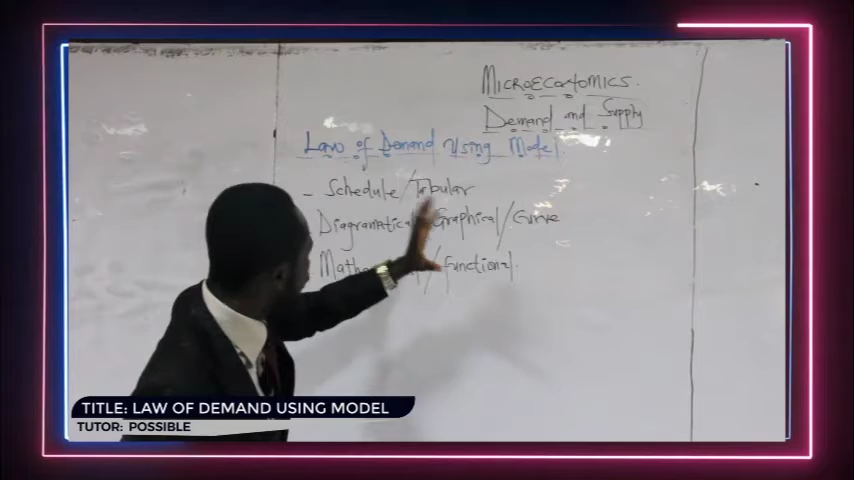 MICROECONOMICS.
Demand and Supply
Law of Demand Using Model
- Schedule/Tabular
Diagramatical Graphical/Curve
/functional.
TITLE: LAW OF DEMAND USING MODEL
TUTOR: POSSIBLE